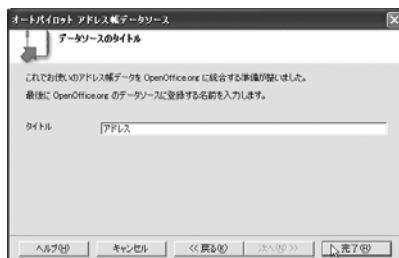 オートパイロット アドレス帳データソース
データソースのタイトル
これでお使いのアドレス帳データを OpenOffice.org に統合する準備が整いました。
最後に OpenOffice.org のデータソースに登録する名前を入力します。
タイトル
アドレス
ヘルプ(H)
キャンセル
<< 戻る(K)
次へ(W) >>
完了(R)